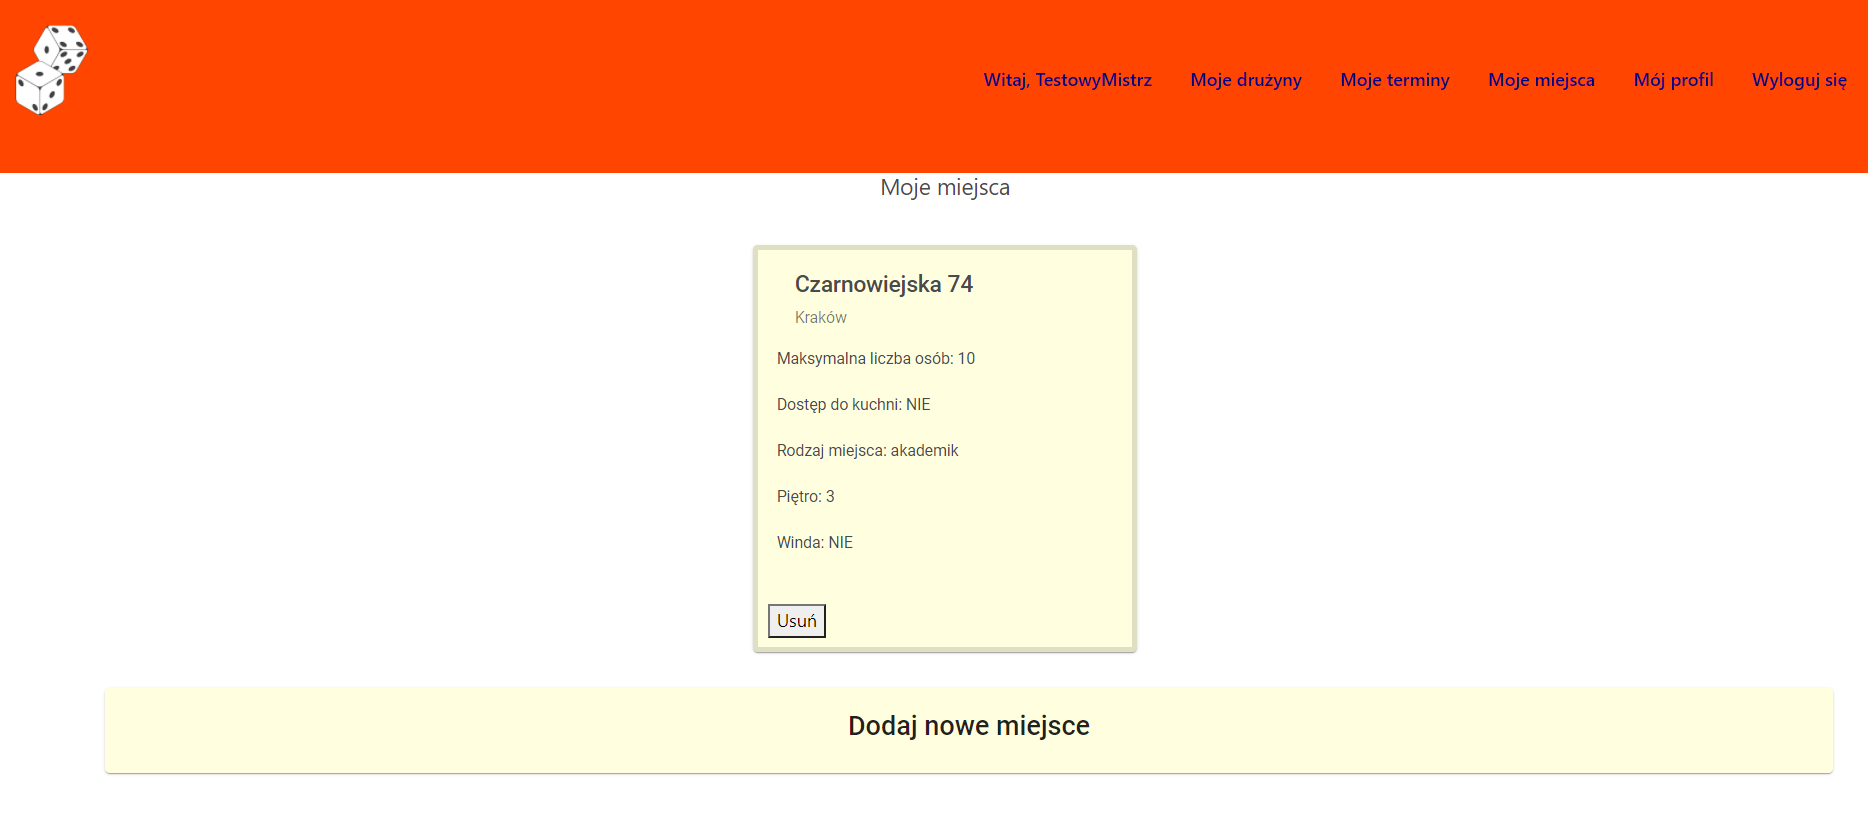 Witaj, TestowyMistrz Moje drużyny Moje terminy Moje miejsca Mój profil Wyloguj się
Moje miejsca
Czarnowiejska 74
Kraków
Maksymalna liczba osób: 10
Dostęp do kuchni: NIE
Rodzaj miejsca: akademik
Piętro: 3
Winda: NIE
Usuń
Dodaj nowe miejsce